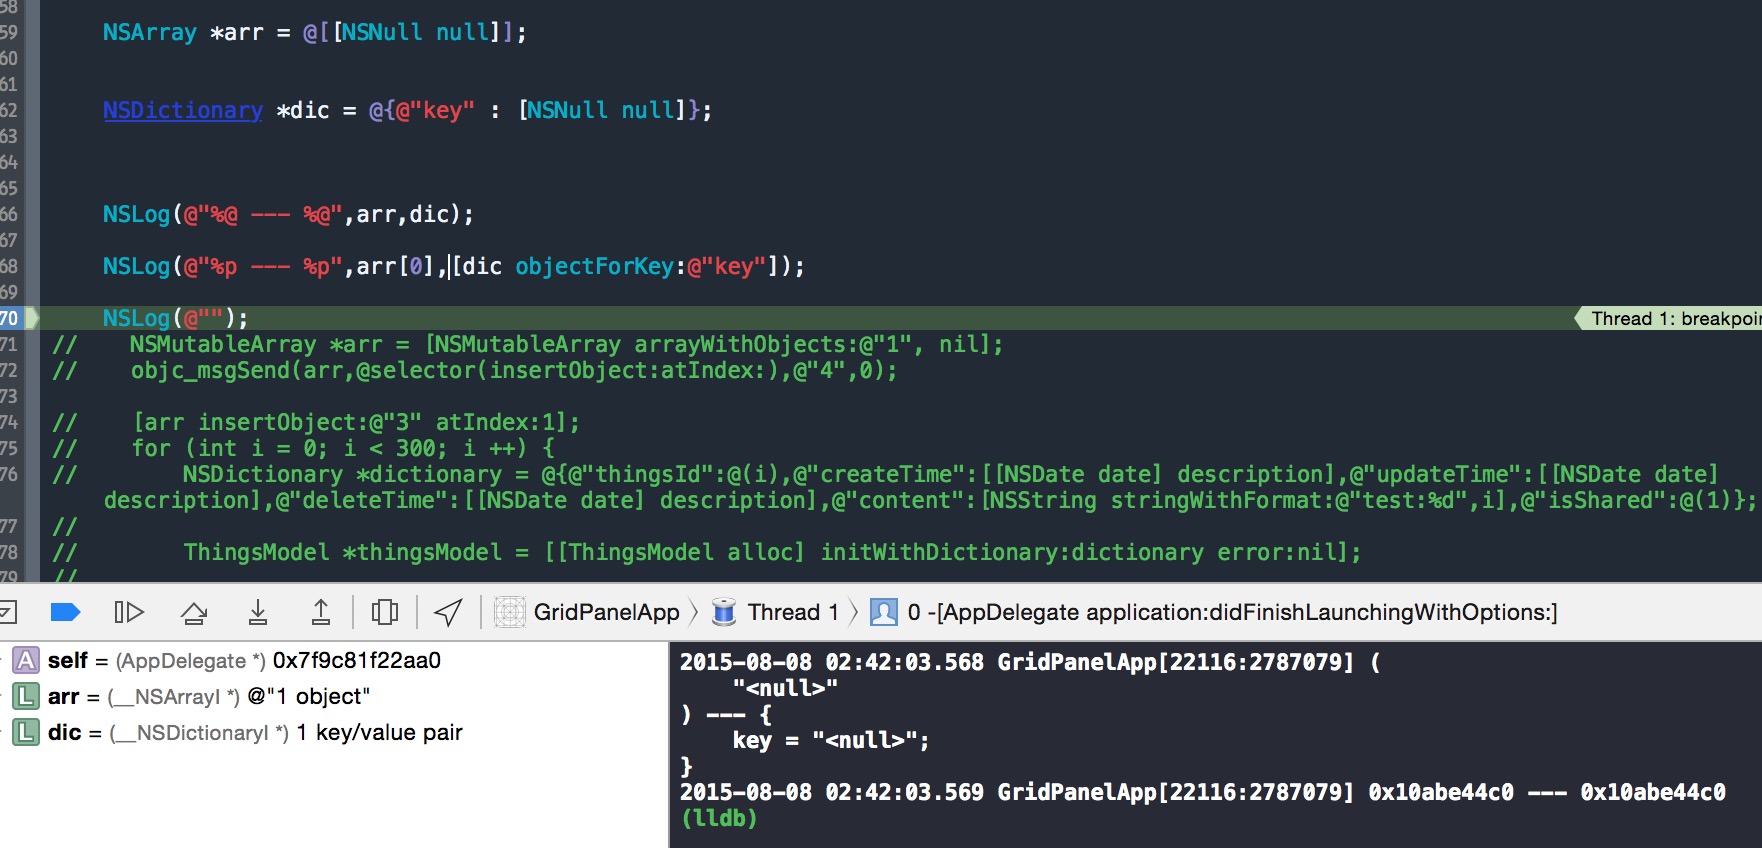 58
59 NSArray *arr = @[[NSNull null]];
60
61
62 NSDictionary *dic = @{@"key" : [NSNull null]};
63
64
65
66 NSLog(@"%@ --- %@",arr,dic);
67
68 NSLog(@"%p --- %p",arr[0],[dic objectForKey:@"key"]);
69
70 NSLog(@""); Thread 1: breakpoin
71 // NSMutableArray *arr = [NSMutableArray arrayWithObjects:@"1", nil];
72 // objc_msgSend(arr,@selector(insertObject:atIndex:),@"4",0);
73
74 // [arr insertObject:@"3" atIndex:1];
75 // for (int i = 0; i < 300; i ++) {
76 // NSDictionary *dictionary = @{@"thingsId":@(i),@"createTime":[[NSDate date] description],@"updateTime":[[NSDate date]
description],@"deleteTime":[[NSDate date] description],@"content":[NSString stringWithFormat:@"test:%d",i],@"isShared":@(1)};
77 //
78 // ThingsModel *thingsModel = [[ThingsModel alloc] initWithDictionary:dictionary error:nil];
79 //
GridPanelApp Thread 1 0 -[AppDelegate application:didFinishLaunchingWithOptions:]
A self = (AppDelegate *) 0x7f9c81f22aa0
L arr = (__NSArrayI *) @"1 object"
L dic = (__NSDictionaryI *) 1 key/value pair
2015-08-08 02:42:03.568 GridPanelApp[22116:2787079] (
"<null>"
) --- {
key = "<null>";
}
2015-08-08 02:42:03.569 GridPanelApp[22116:2787079] 0x10abe44c0 --- 0x10abe44c0
(lldb)